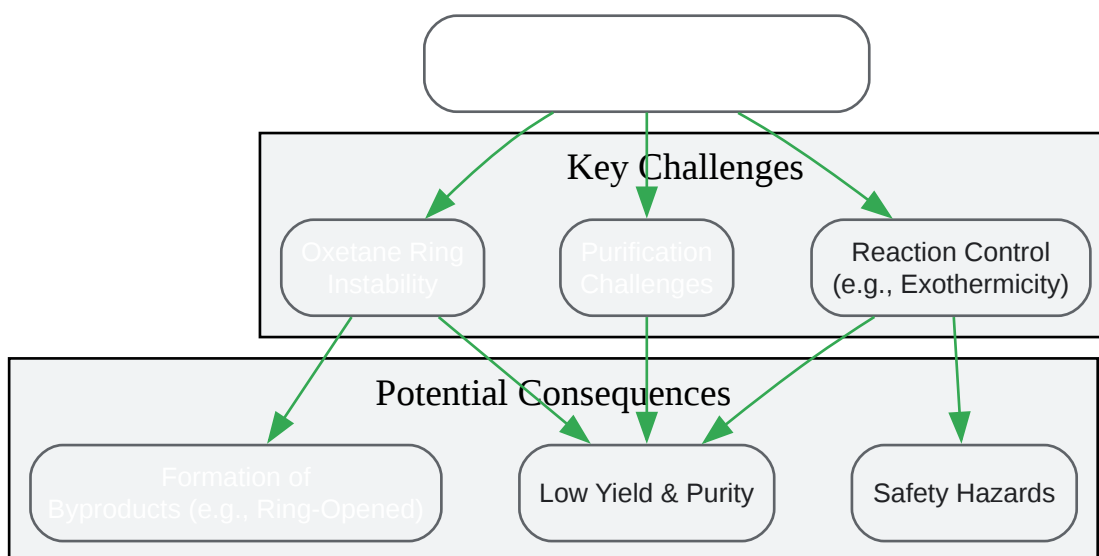 Key Challenges
Oxetane Ring
Instability
Purification
Challenges
Reaction Control
(e.g., Exothermicity)
Potential Consequences
Formation of
Byproducts (e.g., Ring-Opened)
Low Yield & Purity
Safety Hazards